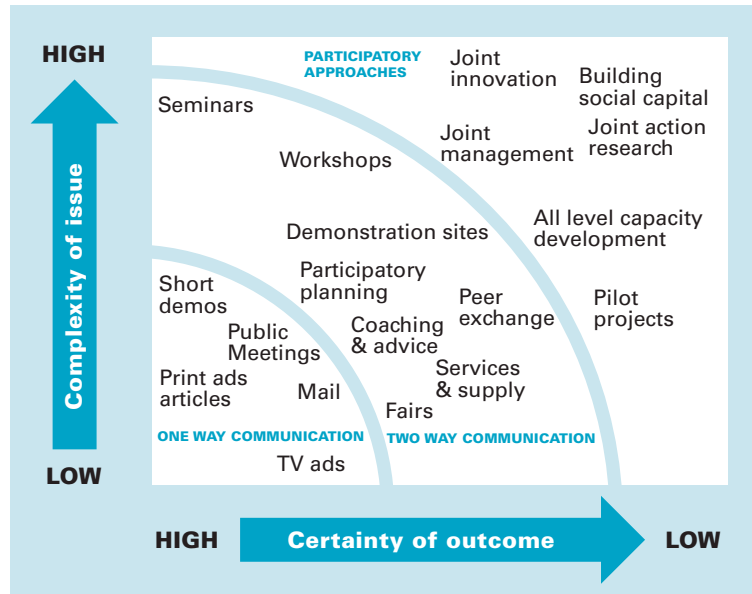 HIGH
PARTICIPATORY
APPROACHES
Joint
innovation
Building
social capital
Seminars
Joint
management
Joint action
research
Workshops
Complexity of issue
All level capacity
development
Demonstration sites
Participatory
planning
Short
demos
Peer
exchange
Pilot
projects
Public
Meetings
Coaching
& advice
Services
& supply
Print ads
articles
Mail
Fairs
ONE WAY COMMUNICATION
TWO WAY COMMUNICATION
TV ads
LOW
HIGH
Certainty of outcome
LOW